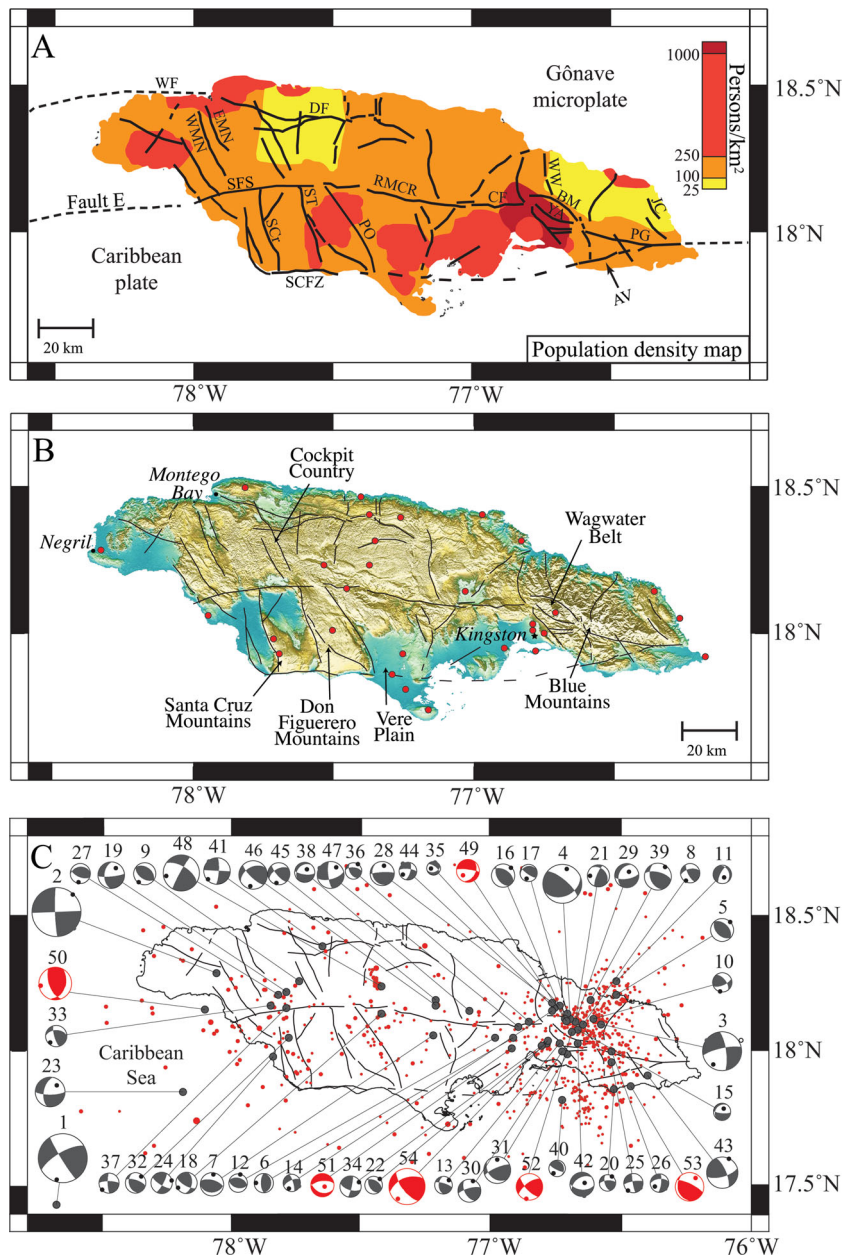 A
WF
Gônave
microplate
1000
250
100
25
Persons/km²
18.5˚N
EMN
WMN
DF
SFS
ST
RMCR
CF
WW
BM
YA
JC
Fault E
SCr
PO
PG
18˚N
Caribbean
plate
SCFZ
AV
20 km
Population density map
78˚W
77˚W
B
Montego
Bay
Cockpit
Country
18.5˚N
Wagwater
Belt
Negril
Kingston
18˚N
Santa Cruz
Mountains
Don
Figuerero
Mountains
Vere
Plain
Blue
Mountains
20 km
78˚W
77˚W
C
27 19 9 48 41 46 45 38 47 36 28 44 35 49 16 17 4 21 29 39 8 11
2
5
18.5˚N
50
10
33
3
Caribbean
Sea
18˚N
23
15
1
37 32 24 18 7 12 6 14 51 34 22 54 13 30 31 52 40 42 20 25 26 53 43
17.5˚N
78˚W
77˚W
76˚W